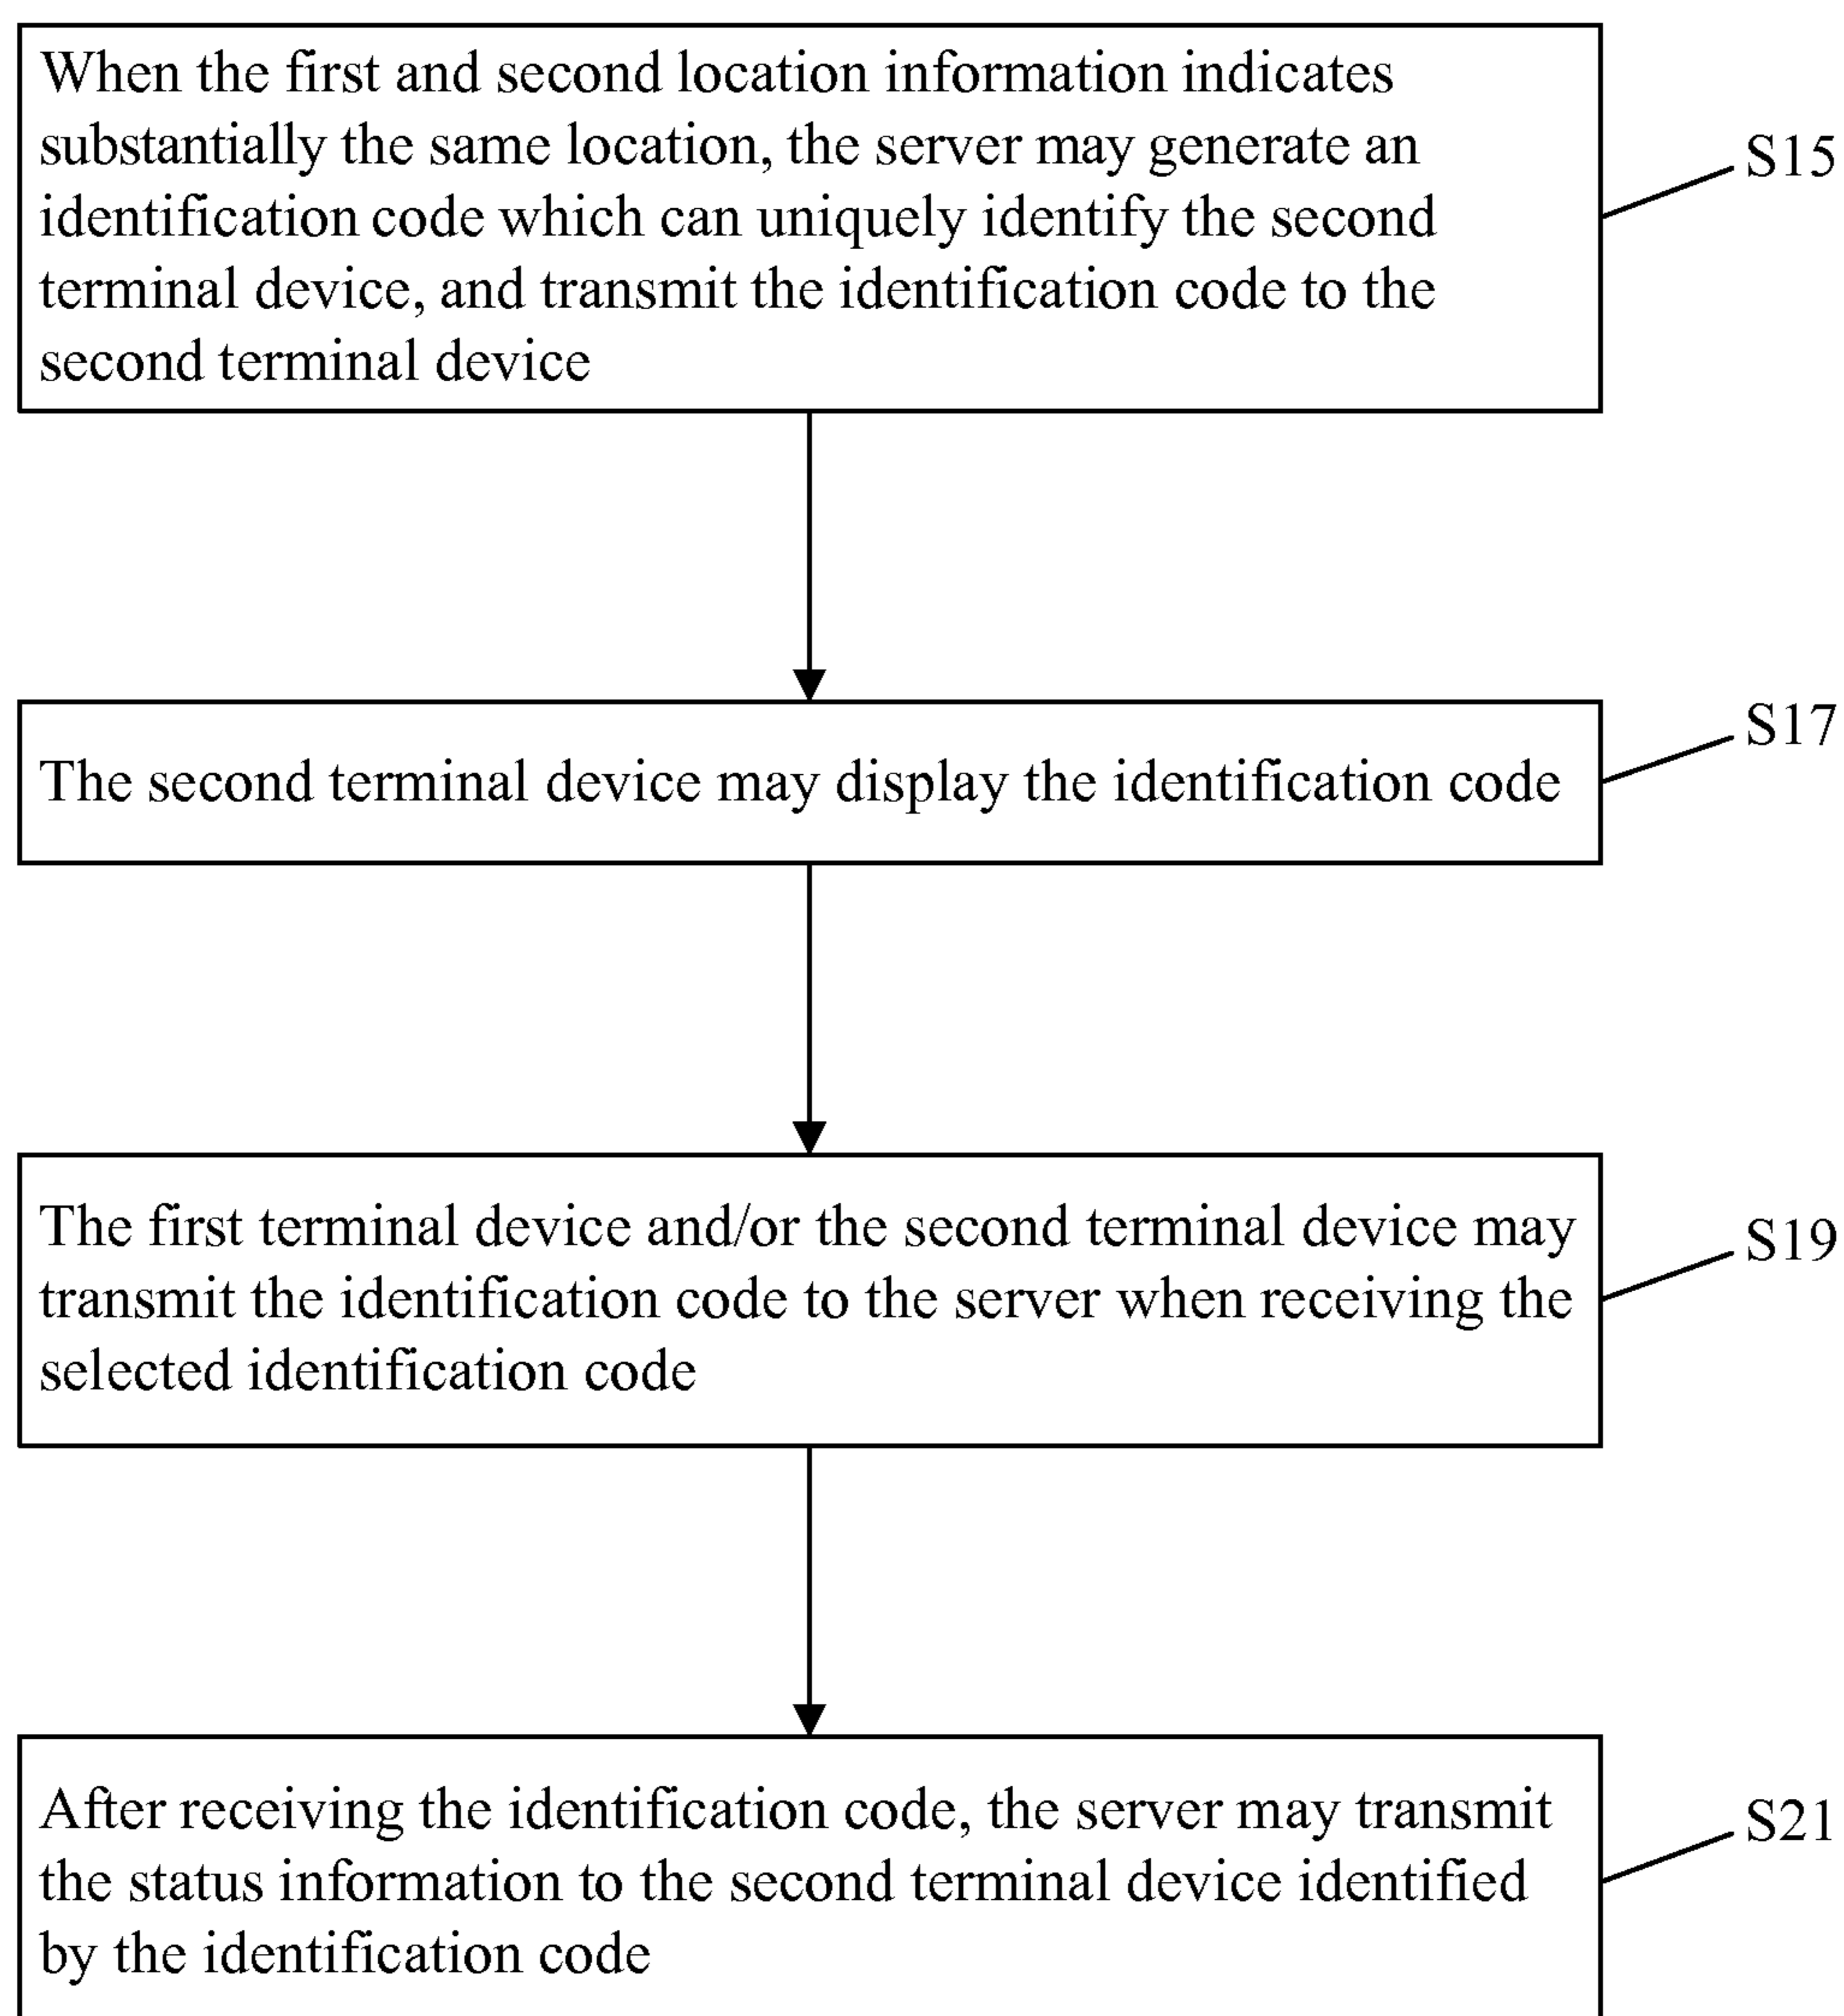 When the first and second location information indicates
substantially the same location, the server may generate an
identification code which can uniquely identify the second
terminal device, and transmit the identification code to the
second terminal device
S15
The second terminal device may display the identification code
S17
The first terminal device and/or the second terminal device may
transmit the identification code to the server when receiving the
selected identification code
S19
After receiving the identification code, the server may transmit
the status information to the second terminal device identified
by the identification code
S21